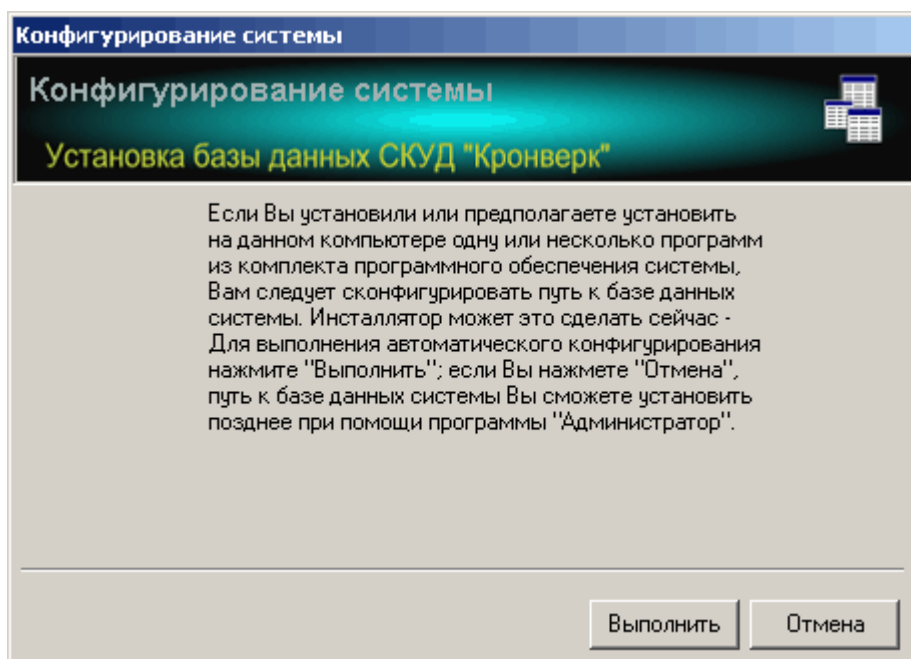 Конфигурирование системы
Конфигурирование системы
Установка базы данных СКУД "Кронверк"
Если Вы установили или предполагаете установить
на данном компьютере одну или несколько программ
из комплекта программного обеспечения системы,
Вам следует сконфигурировать путь к базе данных
системы. Инсталлятор может это сделать сейчас -
Для выполнения автоматического конфигурирования
нажмите "Выполнить"; если Вы нажмете "Отмена",
путь к базе данных системы Вы сможете установить
позднее при помощи программы "Администратор".
Выполнить
Отмена